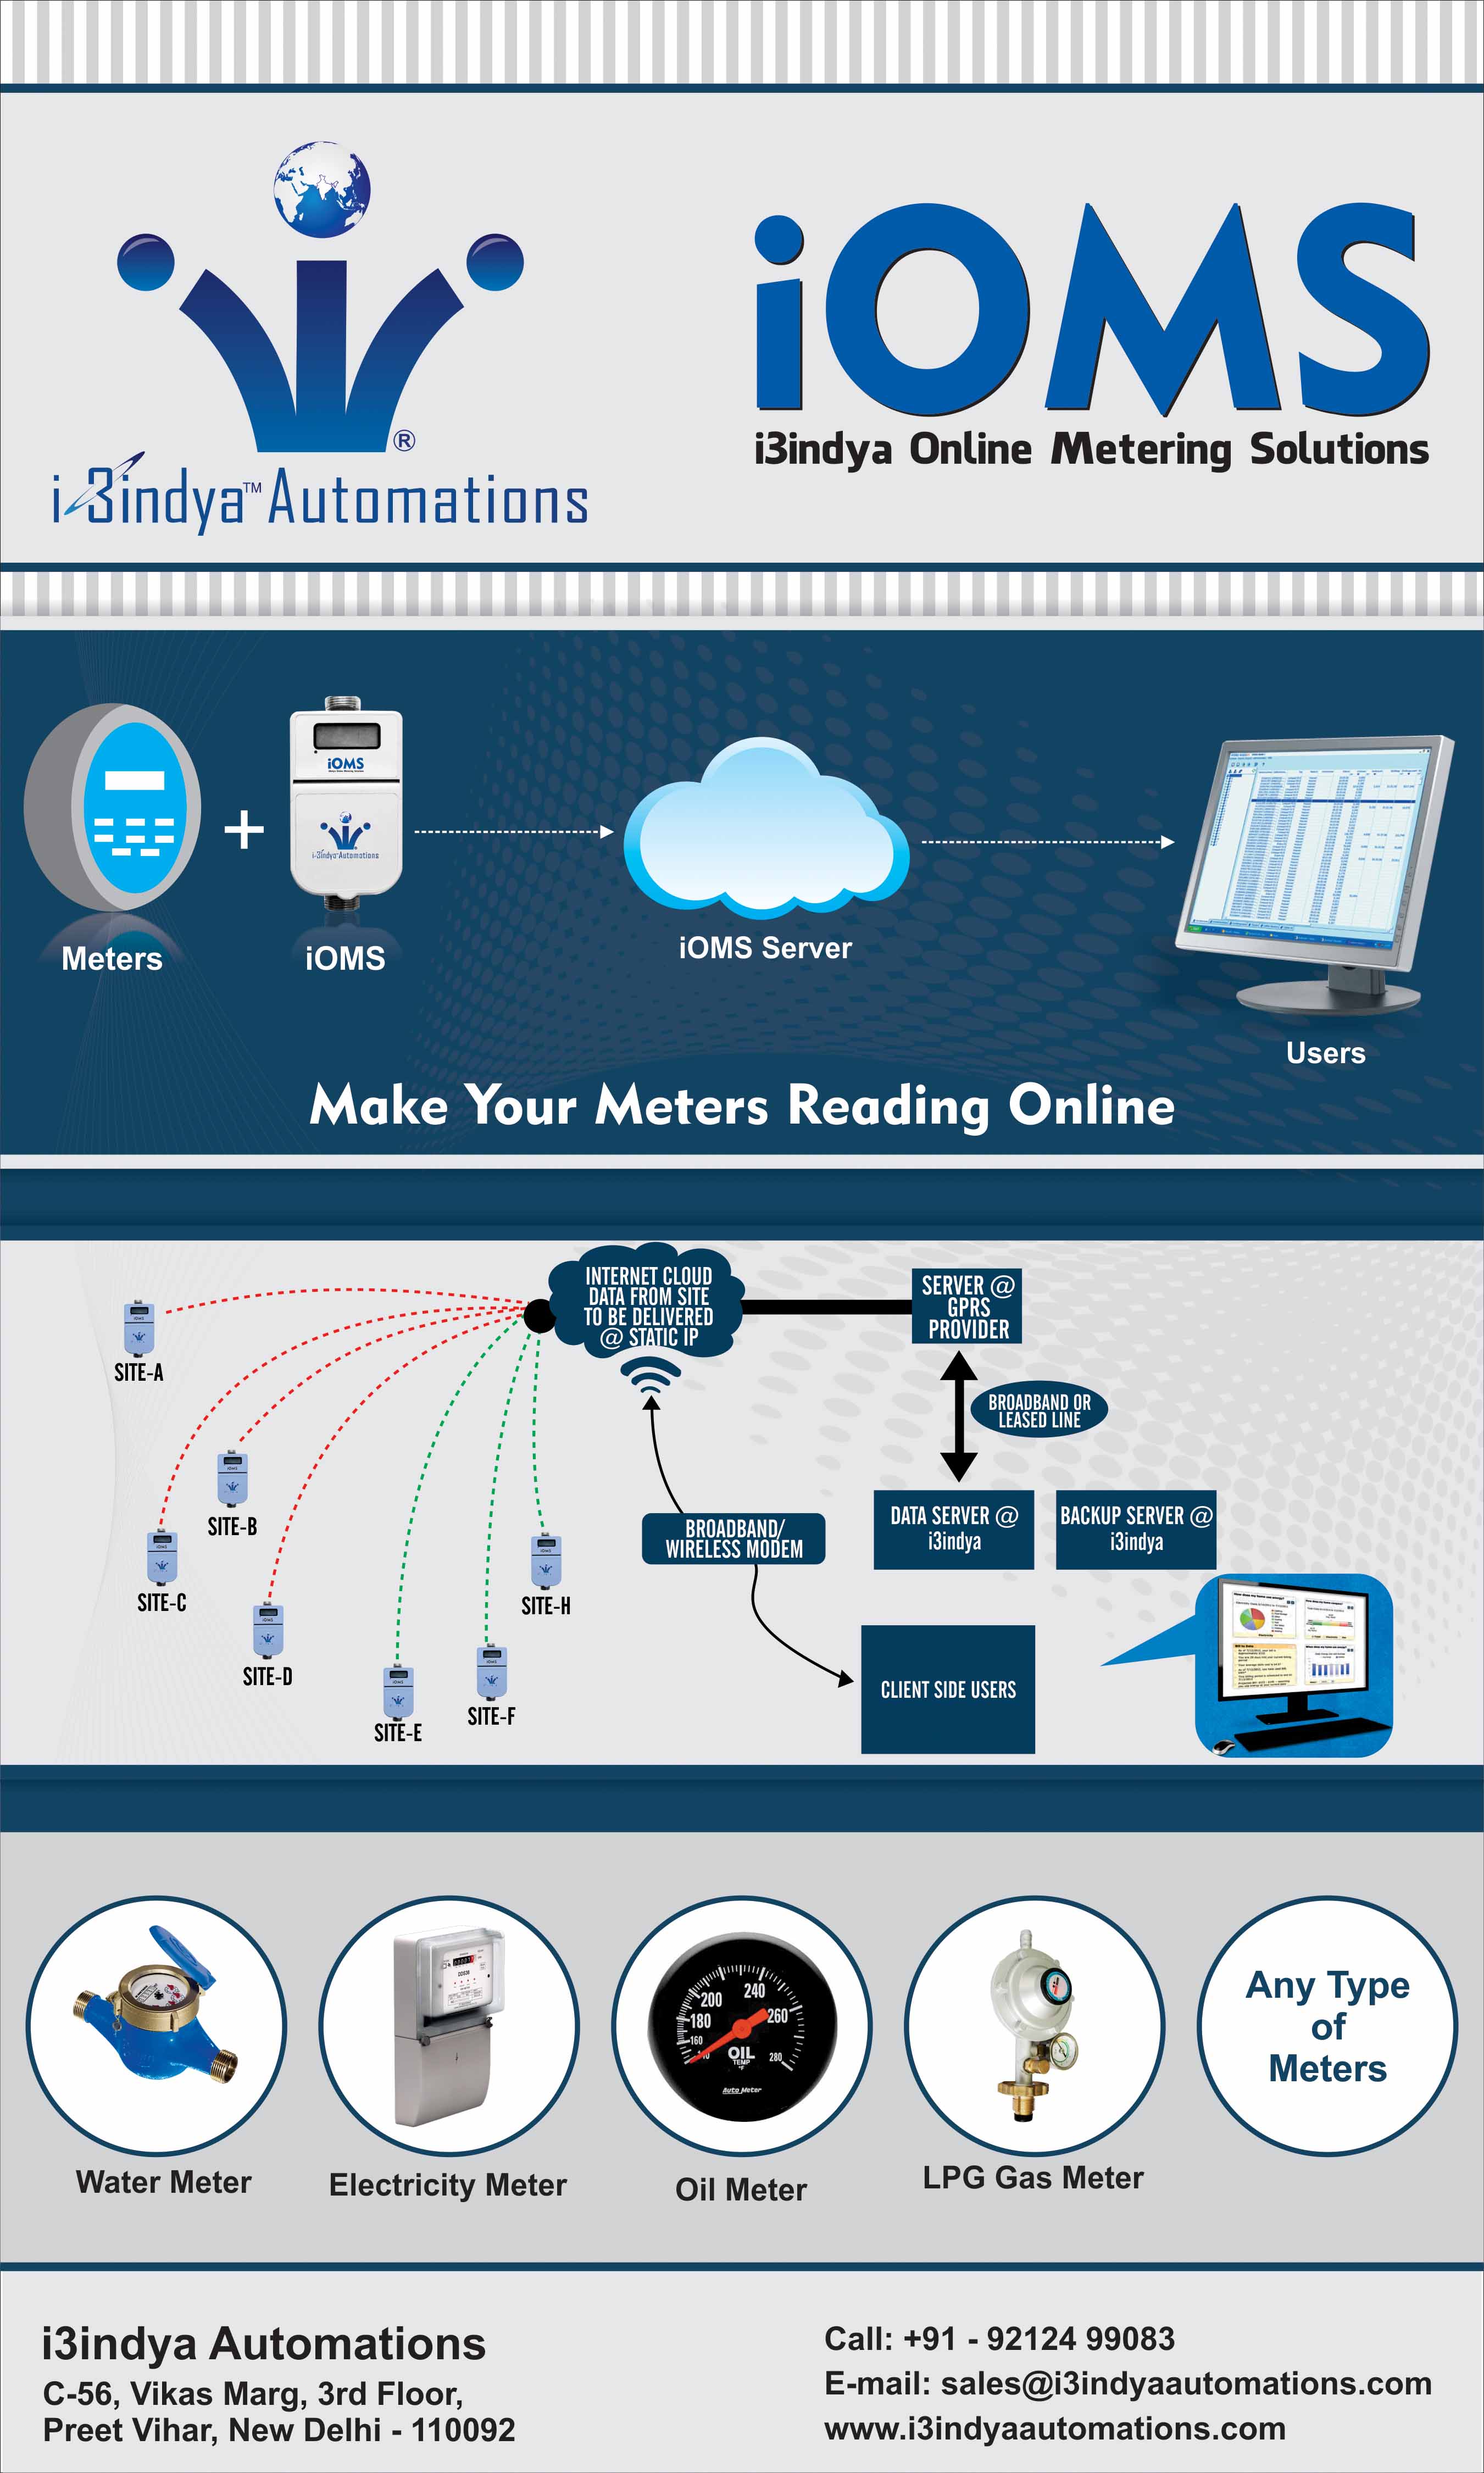 i3indya™ Automations
®
iOMS
i3indya Online Metering Solutions
iOMS
i3indya Automations
Meters
iOMS
iOMS Server
Users
Make Your Meters Reading Online
INTERNET CLOUD
DATA FROM SITE
TO BE DELIVERED
@ STATIC IP
SERVER @
GPRS
PROVIDER
BROADBAND OR
LEASED LINE
DATA SERVER @
i3indya
BACKUP SERVER @
i3indya
BROADBAND/
WIRELESS MODEM
CLIENT SIDE USERS
SITE-A
SITE-B
SITE-C
SITE-D
SITE-E
SITE-F
SITE-H
160
180
200
240
260
280
OIL
TEMP
°F
Auto Meter
Any Type
of
Meters
Water Meter
Electricity Meter
Oil Meter
LPG Gas Meter
i3indya Automations
C-56, Vikas Marg, 3rd Floor,
Preet Vihar, New Delhi - 110092
Call: +91 - 92124 99083
E-mail: sales@i3indyaautomations.com
www.i3indyaautomations.com